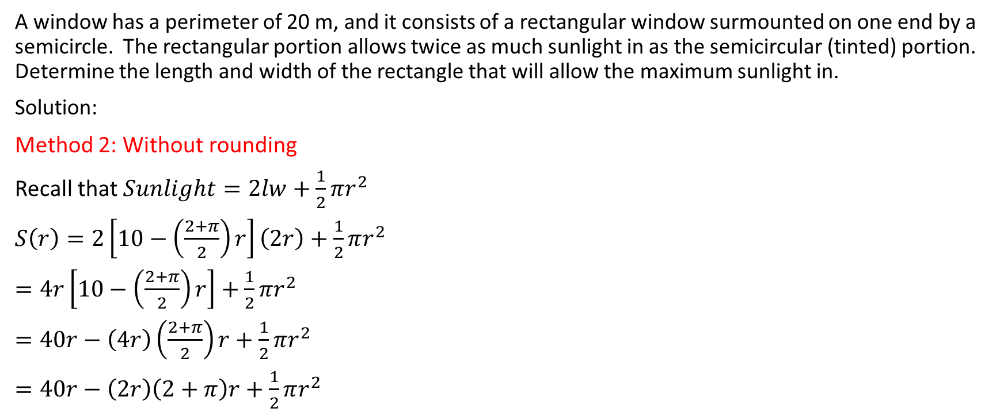 A window has a perimeter of 20 m, and it consists of a rectangular window surmounted on one end by a
semicircle. The rectangular portion allows twice as much sunlight in as the semicircular (tinted) portion.
Determine the length and width of the rectangle that will allow the maximum sunlight in.
Solution:
Method 2: Without rounding
Recall that $Sunlight = 2lw + \frac{1}{2}\pi r^2$
$S(r) = 2\left[10 - \left(\frac{2+\pi}{2}\right)r\right](2r) + \frac{1}{2}\pi r^2$
$= 4r\left[10 - \left(\frac{2+\pi}{2}\right)r\right] + \frac{1}{2}\pi r^2$
$= 40r - (4r)\left(\frac{2+\pi}{2}\right)r + \frac{1}{2}\pi r^2$
$= 40r - (2r)(2 + \pi)r + \frac{1}{2}\pi r^2$